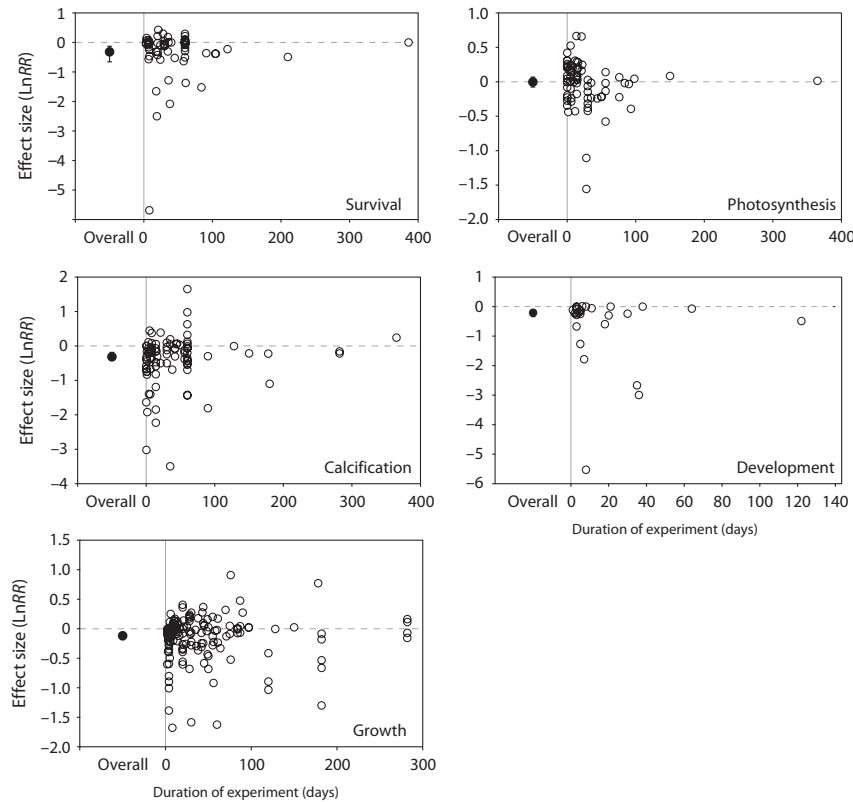 1
0
−1
−2
−3
−4
−5
Effect size (LnRR)
Survival
Overall 0 100 200 300 400
1.0
0.5
0
−0.5
−1.0
−1.5
−2.0
Photosynthesis
Overall 0 100 200 300 400
2
1
0
−1
−2
−3
−4
Effect size (LnRR)
Calcification
Overall 0 100 200 300 400
1
0
−1
−2
−3
−4
−5
−6
Development
Overall 0 20 40 60 80 100 120 140
Duration of experiment (days)
1.5
1.0
0.5
0
−0.5
−1.0
−1.5
−2.0
Effect size (LnRR)
Growth
Overall 0 100 200 300
Duration of experiment (days)